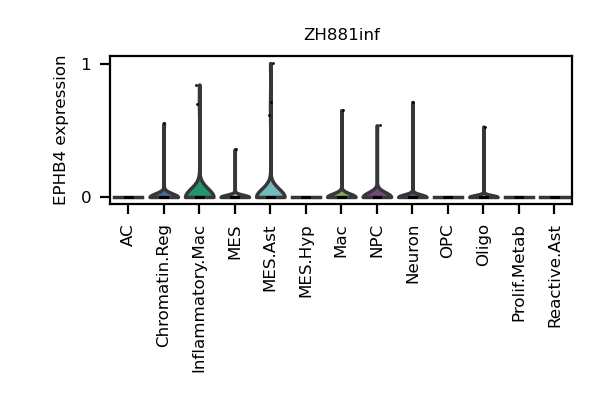 ZH881inf
EPHB4 expression
1
0
AC
Chromatin.Reg
Inflammatory.Mac
MES
MES.Ast
MES.Hyp
Mac
NPC
Neuron
OPC
Oligo
Prolif.Metab
Reactive.Ast